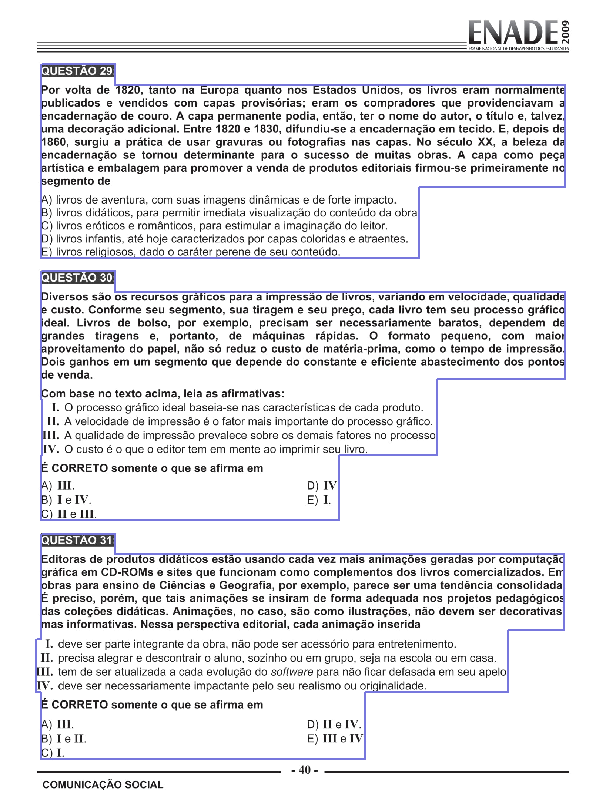 ENADE 2009
QUESTÃO 29
Por volta de 1820, tanto na Europa quanto nos Estados Unidos, os livros eram normalmente
publicados e vendidos com capas provisórias; eram os compradores que providenciavam a
encadernação de couro. A capa permanente podia, então, ter o nome do autor, o título e, talvez,
uma decoração adicional. Entre 1820 e 1830, difundiu-se a encadernação em tecido. E, depois de
1860, surgiu a prática de usar gravuras ou fotografias nas capas. No século XX, a beleza da
encadernação se tornou determinante para o sucesso de muitas obras. A capa como peça
artística e embalagem para promover a venda de produtos editoriais firmou-se primeiramente no
segmento de
A) livros de aventura, com suas imagens dinâmicas e de forte impacto.
B) livros didáticos, para permitir imediata visualização do conteúdo da obra
C) livros eróticos e românticos, para estimular a imaginação do leitor.
D) livros infantis, até hoje caracterizados por capas coloridas e atraentes.
E) livros religiosos, dado o caráter perene de seu conteúdo.
QUESTÃO 30
Diversos são os recursos gráficos para a impressão de livros, variando em velocidade, qualidade
e custo. Conforme seu segmento, sua tiragem e seu preço, cada livro tem seu processo gráfico
ideal. Livros de bolso, por exemplo, precisam ser necessariamente baratos, dependem de
grandes tiragens e, portanto, de máquinas rápidas. O formato pequeno, com maior
aproveitamento do papel, não só reduz o custo de matéria-prima, como o tempo de impressão.
Dois ganhos em um segmento que depende do constante e eficiente abastecimento dos pontos
de venda.
Com base no texto acima, leia as afirmativas:
I. O processo gráfico ideal baseia-se nas características de cada produto.
II. A velocidade de impressão é o fator mais importante do processo gráfico.
III. A qualidade de impressão prevalece sobre os demais fatores no processo
IV. O custo é o que o editor tem em mente ao imprimir seu livro.
É CORRETO somente o que se afirma em
A) III. D) IV
B) I e IV. E) I.
C) II e III.
QUESTÃO 31
Editoras de produtos didáticos estão usando cada vez mais animações geradas por computação
gráfica em CD-ROMs e sites que funcionam como complementos dos livros comercializados. Em
obras para ensino de Ciências e Geografia, por exemplo, parece ser uma tendência consolidada
É preciso, porém, que tais animações se insiram de forma adequada nos projetos pedagógicos
das coleções didáticas. Animações, no caso, são como ilustrações, não devem ser decorativas
mas informativas. Nessa perspectiva editorial, cada animação inserida
I. deve ser parte integrante da obra, não pode ser acessório para entretenimento.
II. precisa alegrar e descontrair o aluno, sozinho ou em grupo, seja na escola ou em casa.
III. tem de ser atualizada a cada evolução do software para não ficar defasada em seu apelo
IV. deve ser necessariamente impactante pelo seu realismo ou originalidade.
É CORRETO somente o que se afirma em
A) III. D) II e IV.
B) I e II. E) III e IV
C) I.
- 40 -
COMUNICAÇÃO SOCIAL